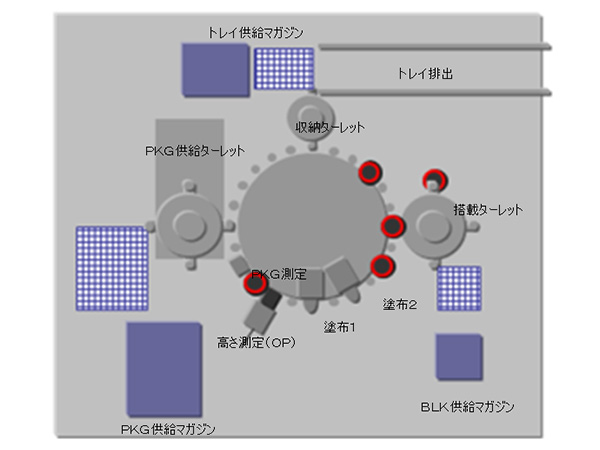 トレイ供給マガジン
トレイ排出
収納ターレット
PKG供給ターレット
搭載ターレット
PKG測定
塗布2
塗布1
高さ測定(OP)
BLK供給マガジン
PKG供給マガジン